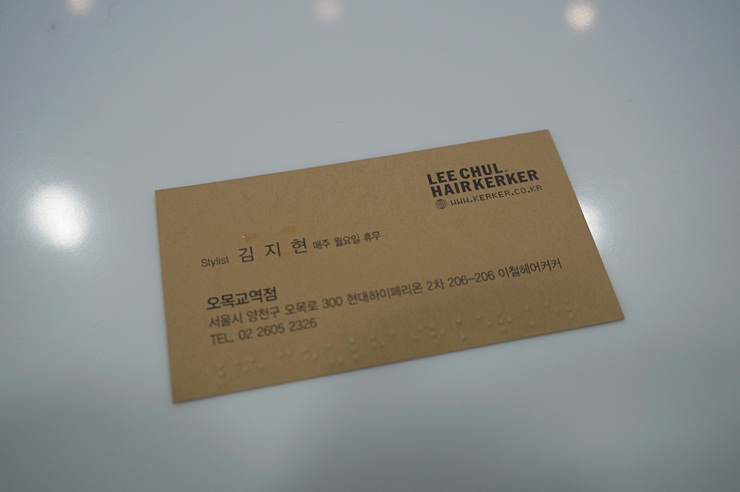 LEE CHUL.
HAIRKERKER
WWW.KERKER.CO.KR
Stylist 김 지 현 매주 월요일 휴무
오목교역점
서울시 양천구 오목로 300 현대하이페리온 2차 206-206 이철헤어커커
TEL. 02 2605 2326